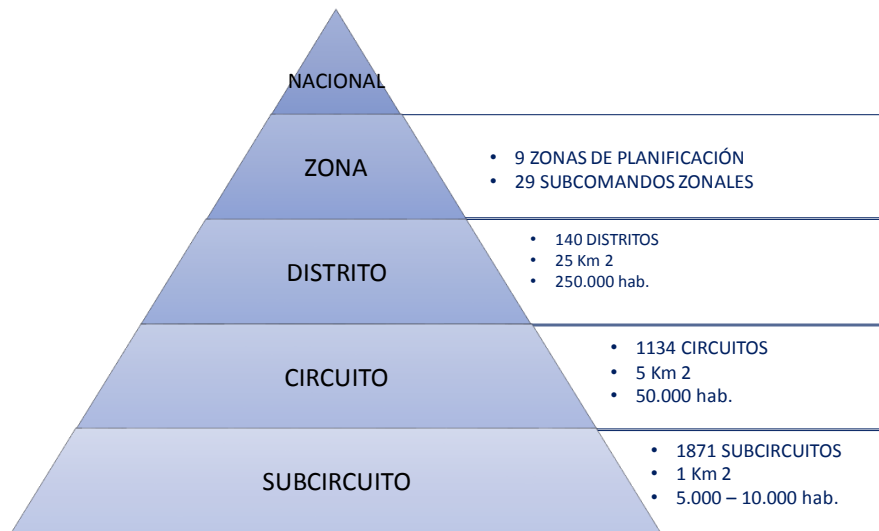 NACIONAL
ZONA
• 9 ZONAS DE PLANIFICACIÓN
• 29 SUBCOMANDOS ZONALES
DISTRITO
• 140 DISTRITOS
• 25 Km 2
• 250.000 hab.
CIRCUITO
• 1134 CIRCUITOS
• 5 Km 2
• 50.000 hab.
SUBCIRCUITO
• 1871 SUBCIRCUITOS
• 1 Km 2
• 5.000 – 10.000 hab.